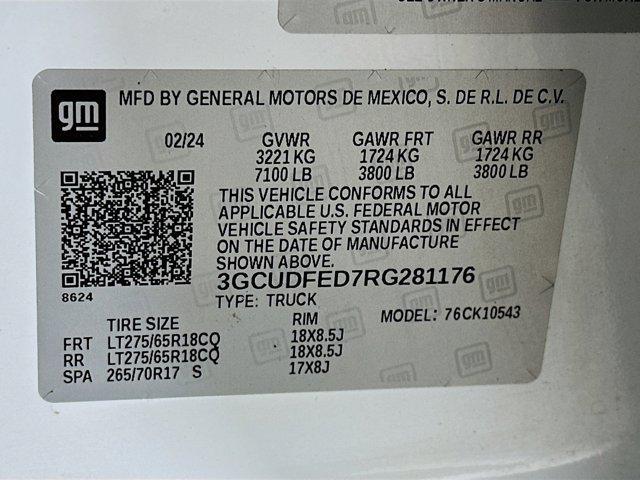 gm
MFD BY GENERAL MOTORS DE MEXICO, S. DE R.L. DE C.V.
02/24 GVWR GAWR FRT GAWR RR
3221 KG 1724 KG 1724 KG
7100 LB 3800 LB 3800 LB
THIS VEHICLE CONFORMS TO ALL
APPLICABLE U.S. FEDERAL MOTOR
VEHICLE SAFETY STANDARDS IN EFFECT
ON THE DATE OF MANUFACTURE
SHOWN ABOVE.
8624
3GCUDFED7RG281176
TYPE: TRUCK MODEL: 76CK10543
TIRE SIZE RIM
FRT LT275/65R18CQ 18X8.5J
RR LT275/65R18CQ 18X8.5J
SPA 265/70R17 S 17X8J